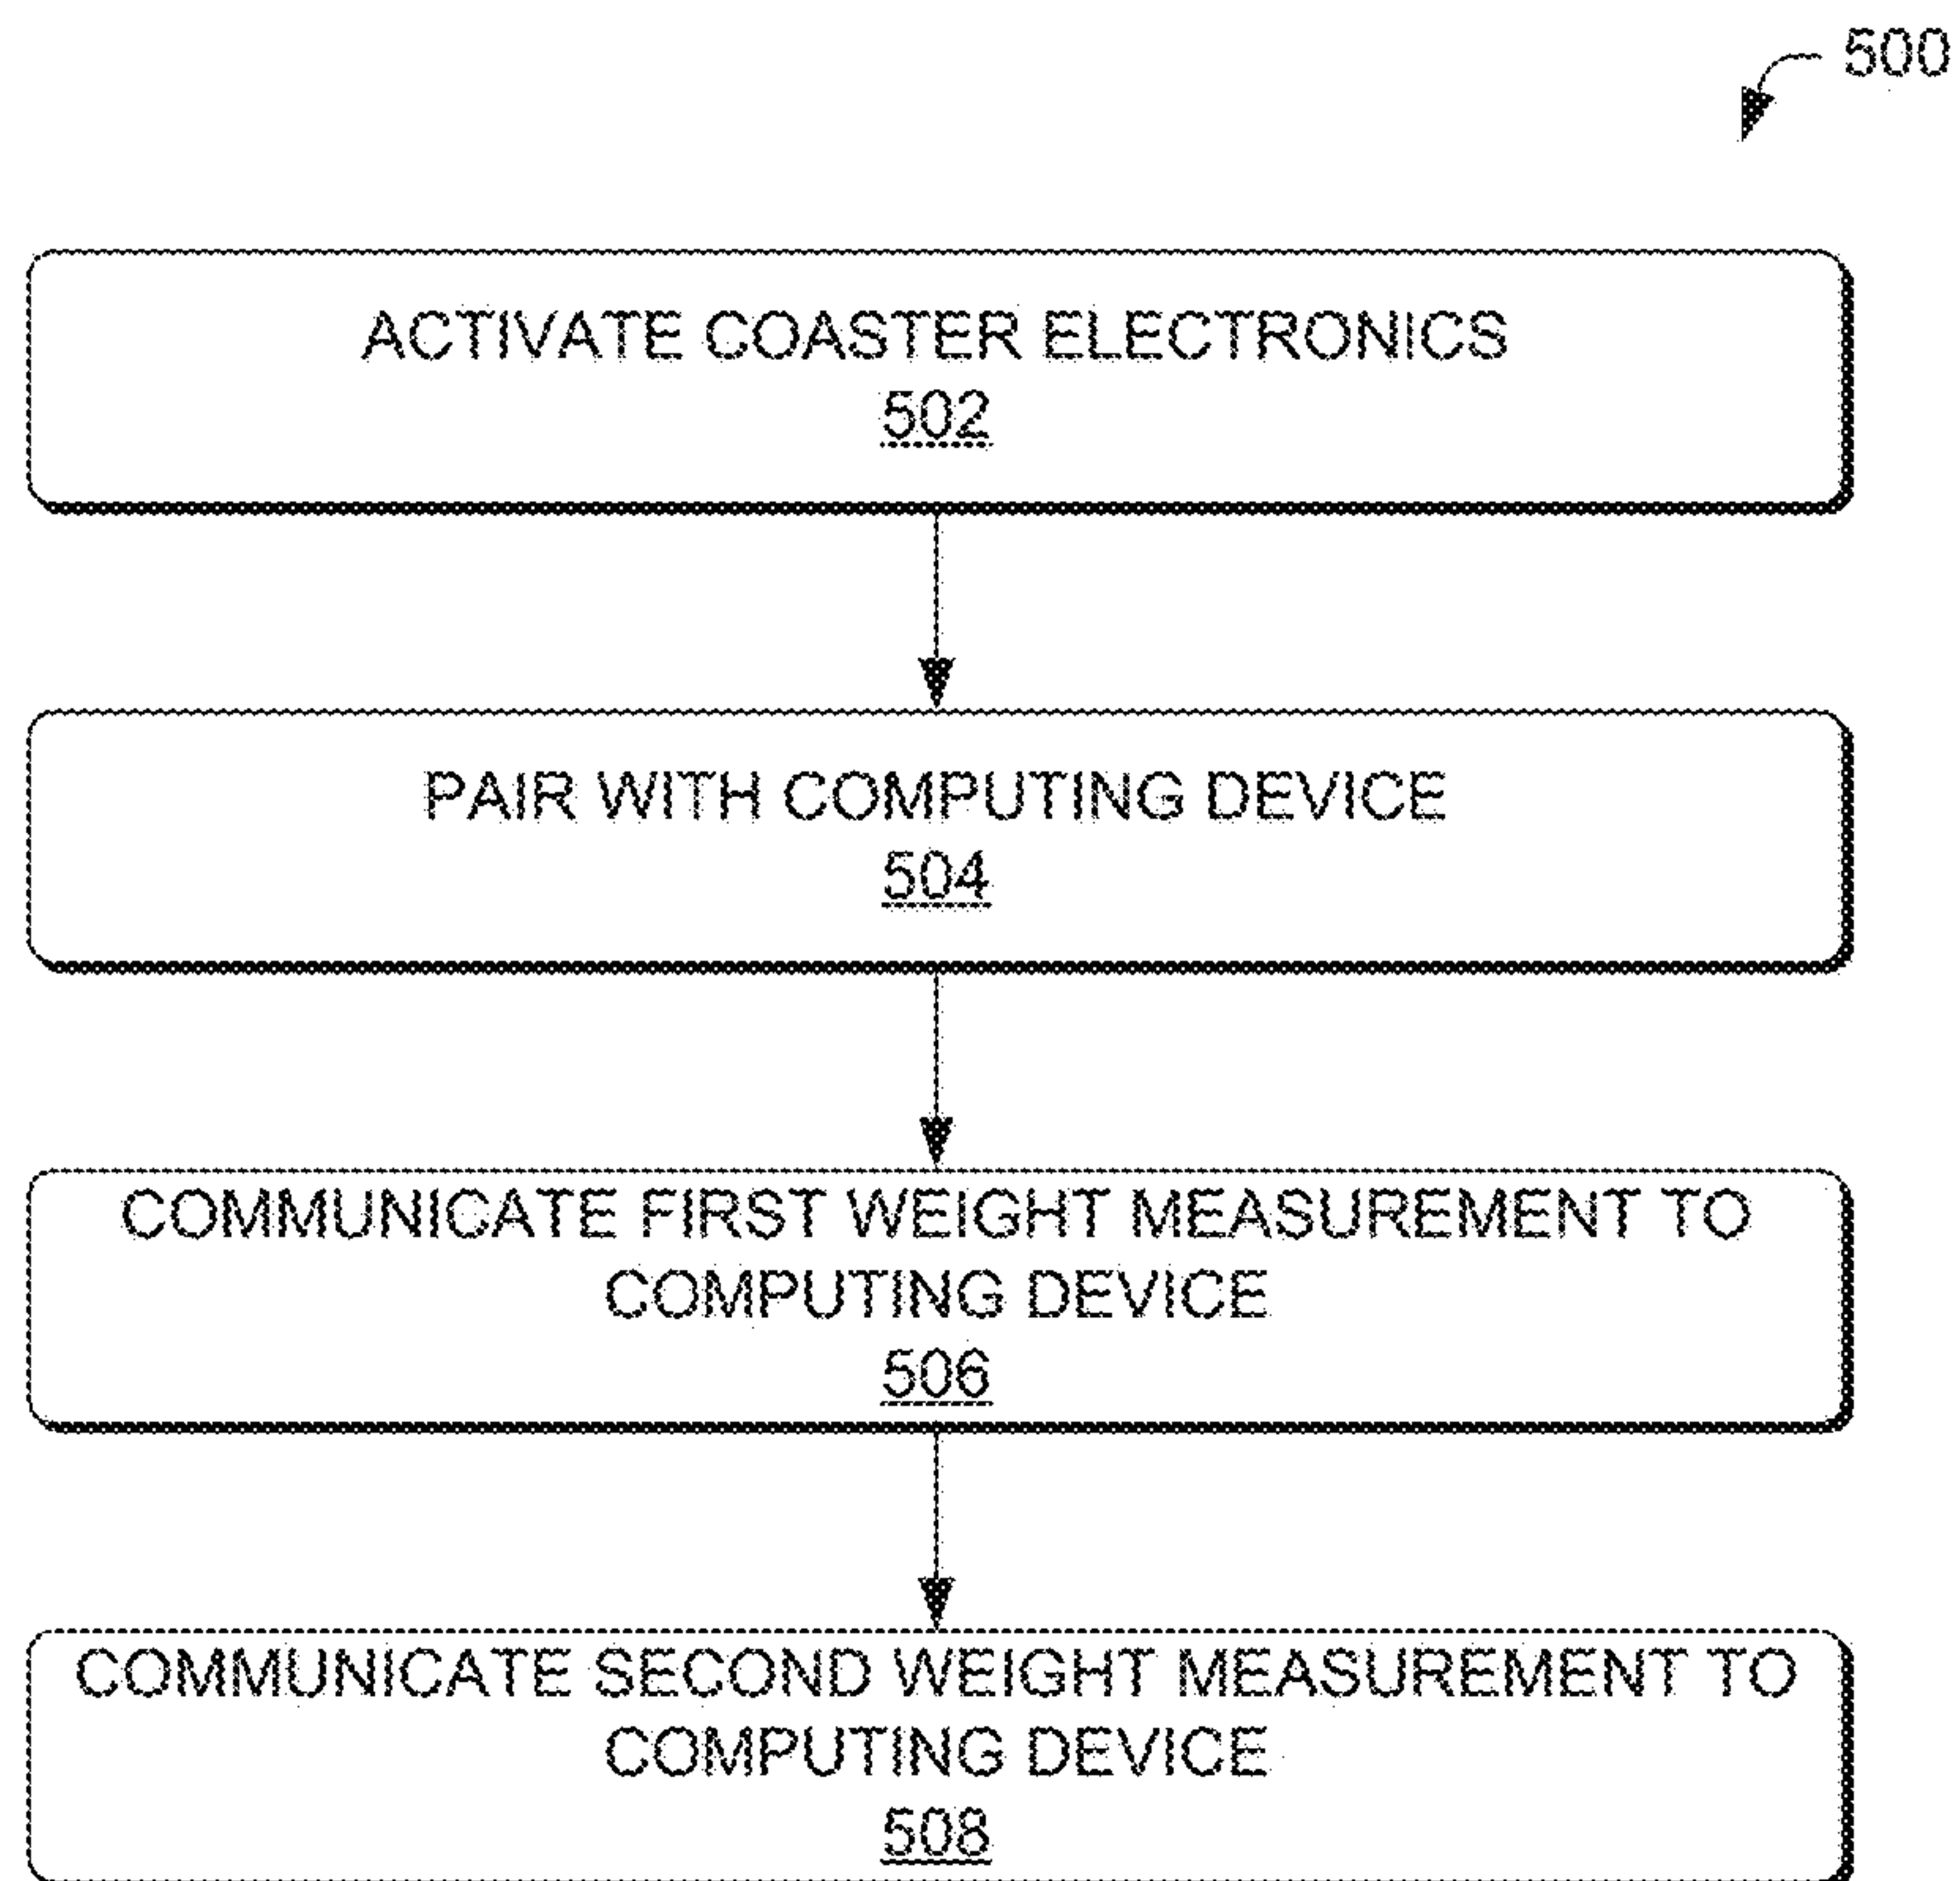 500
ACTIVATE COASTER ELECTRONICS
502
PAIR WITH COMPUTING DEVICE
504
COMMUNICATE FIRST WEIGHT MEASUREMENT TO
COMPUTING DEVICE
506
COMMUNICATE SECOND WEIGHT MEASUREMENT TO
COMPUTING DEVICE
508